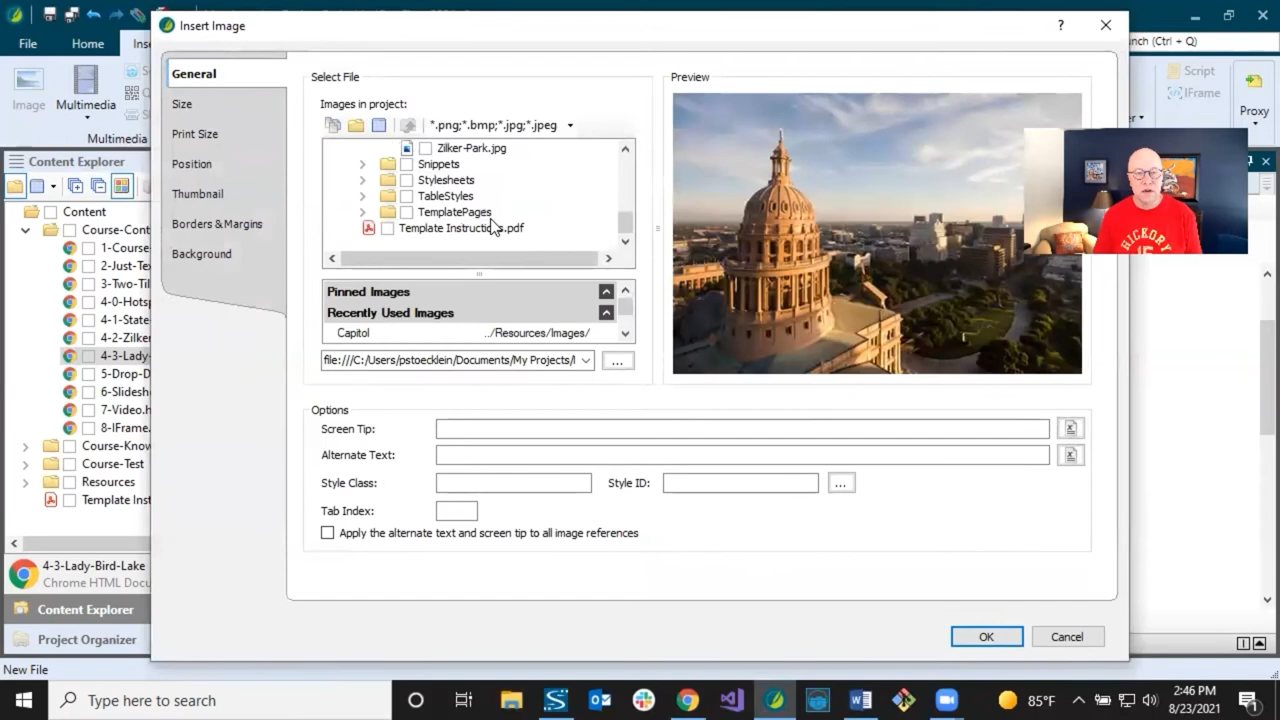 Insert Image
?
File
Home
Inse
nch (Ctrl + Q)
Image
Multimedia
Multimedia
Script
IFrame
Proxy
Content Explorer
Content
Course-Cont
1-Course-
2-Just-Tex
3-Two-Til
4-0-Hotsp
4-1-State-
4-2-Zilker
4-3-Lady-
5-Drop-D
6-Slidesh
7-Video.h
8-IFrame.
Course-Know
Course-Test
Resources
Template Inst
4-3-Lady-Bird-Lake
Chrome HTML Docu
Content Explorer
Project Organizer
New File
General
Size
Print Size
Position
Thumbnail
Borders & Margins
Background
Select File
Images in project:
*.png;*.bmp;*.jpg;*.jpeg
Zilker-Park.jpg
Snippets
Stylesheets
TableStyles
TemplatePages
Template Instructions.pdf
Pinned Images
Recently Used Images
Capitol ../Resources/Images/
file:///C:/Users/pstoecklein/Documents/My Projects/
...
Preview
HICKORY
Options
Screen Tip:
Alternate Text:
Style Class:
Style ID:
...
Tab Index:
Apply the alternate text and screen tip to all image references
OK
Cancel
Type here to search
85°F
2:46 PM
8/23/2021
1